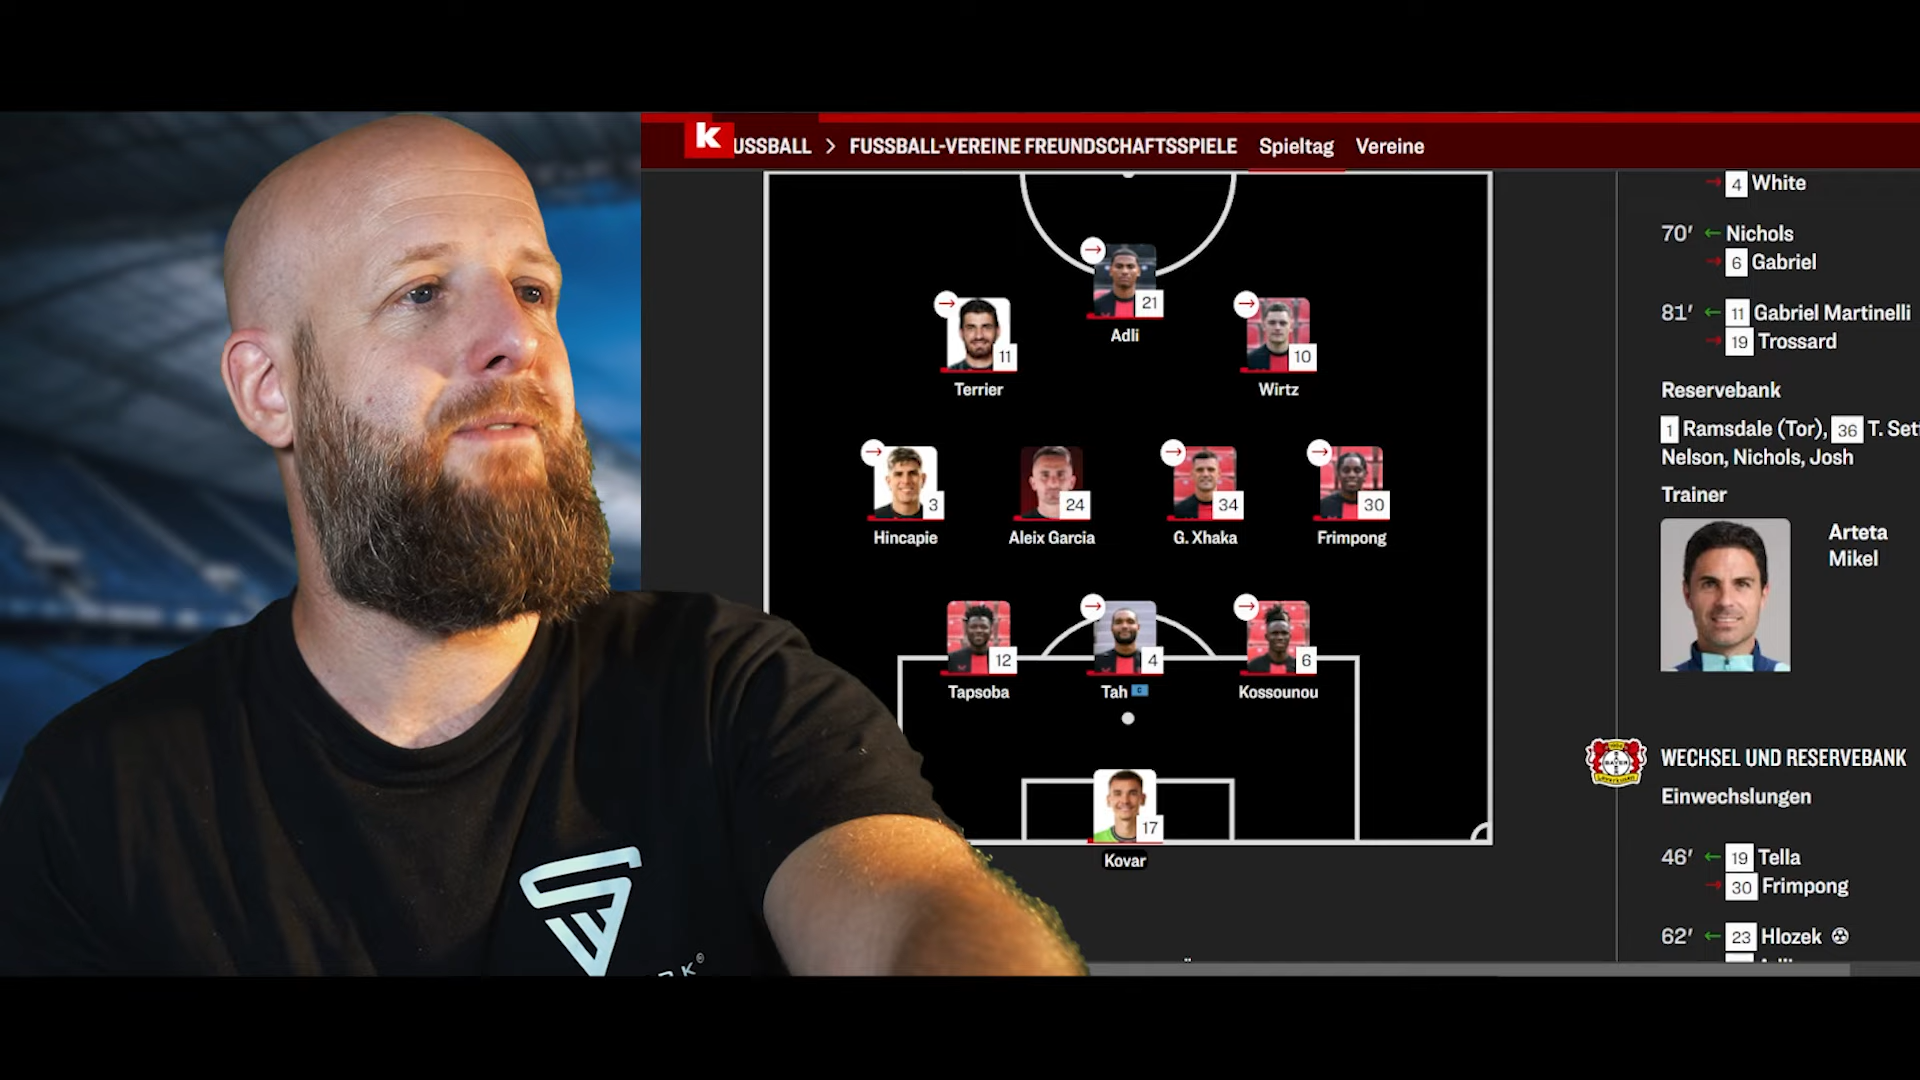 k
USSBALL > FUSSBALL-VEREINE FREUNDSCHAFTSSPIELE Spieltag Vereine
21
Adli
11
Terrier
10
Wirtz
3
Hincapie
24
Aleix Garcia
34
G. Xhaka
30
Frimpong
12
Tapsoba
4
Tah C
6
Kossounou
17
Kovar
→ 4 White
70' ← Nichols
→ 6 Gabriel
81' ← 11 Gabriel Martinelli
→ 19 Trossard
Reservebank
1 Ramsdale (Tor), 36 T. Set
Nelson, Nichols, Josh
Trainer
Arteta
Mikel
WECHSEL UND RESERVEBANK
Einwechslungen
46' ← 19 Tella
→ 30 Frimpong
62' ← 23 Hlozek